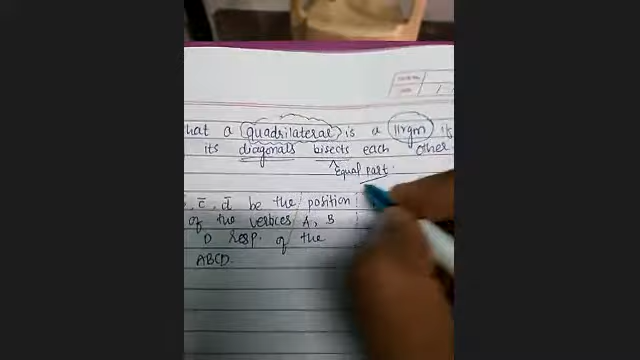 hat a quadrilateral is a llrgm if
its diagonals bisects each other
Equal part.
c̄, d̄ be the position
of the vertices A, B
D resp. of the
ABCD.